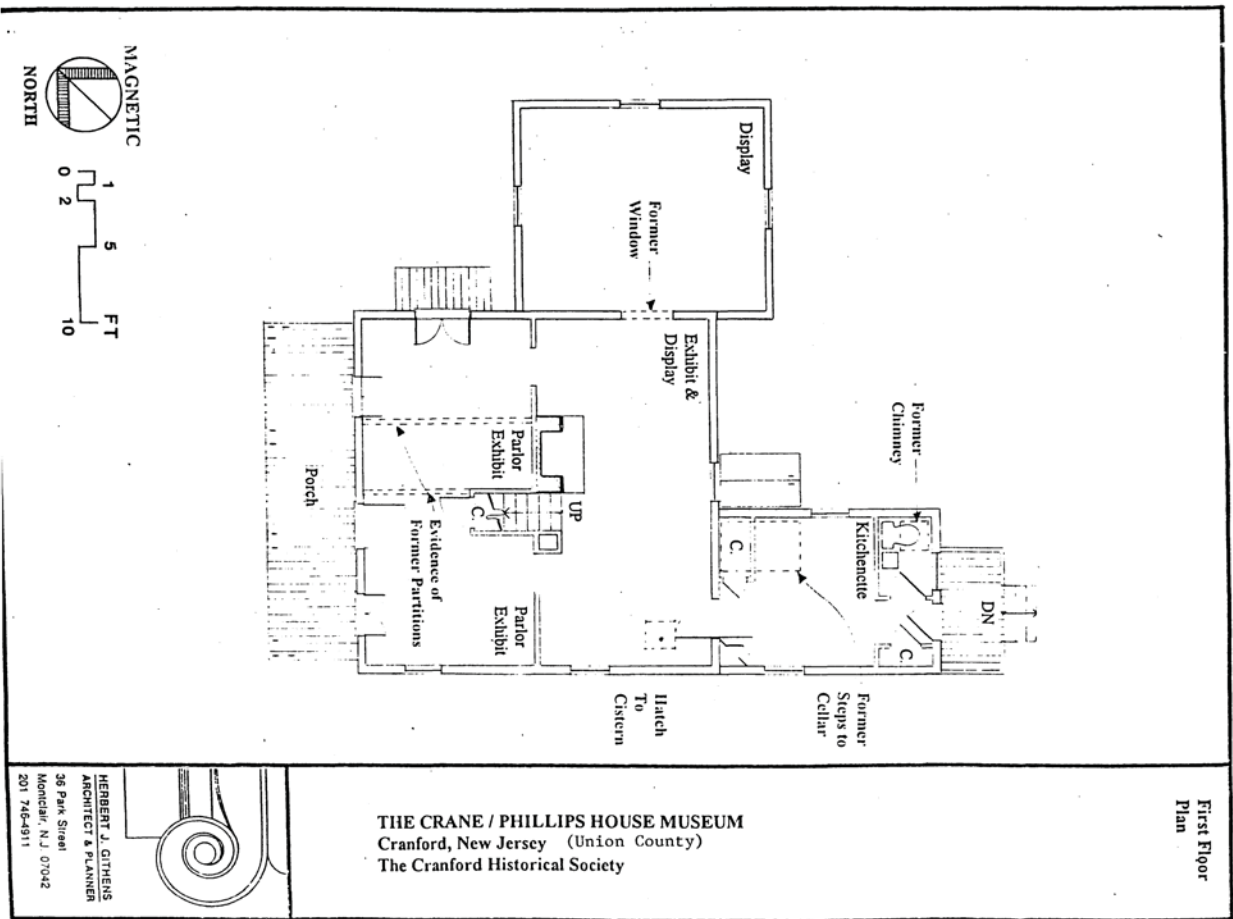 MAGNETIC
NORTH
0 1 2 5 10 FT
Display
Former
Window
Exhibit &
Display
Former
Chimney
Parlor
Exhibit
UP
C.
Kitchenette
C.
DN
C.
Porch
Evidence of
Former Partitions
Parlor
Exhibit
Hatch
To
Cistern
Former
Steps to
Cellar
HERBERT J. GITHENS
ARCHITECT & PLANNER
36 Park Street
Montclair, N.J. 07042
201 746-4911
THE CRANE / PHILLIPS HOUSE MUSEUM
Cranford, New Jersey (Union County)
The Cranford Historical Society
First Floor
Plan